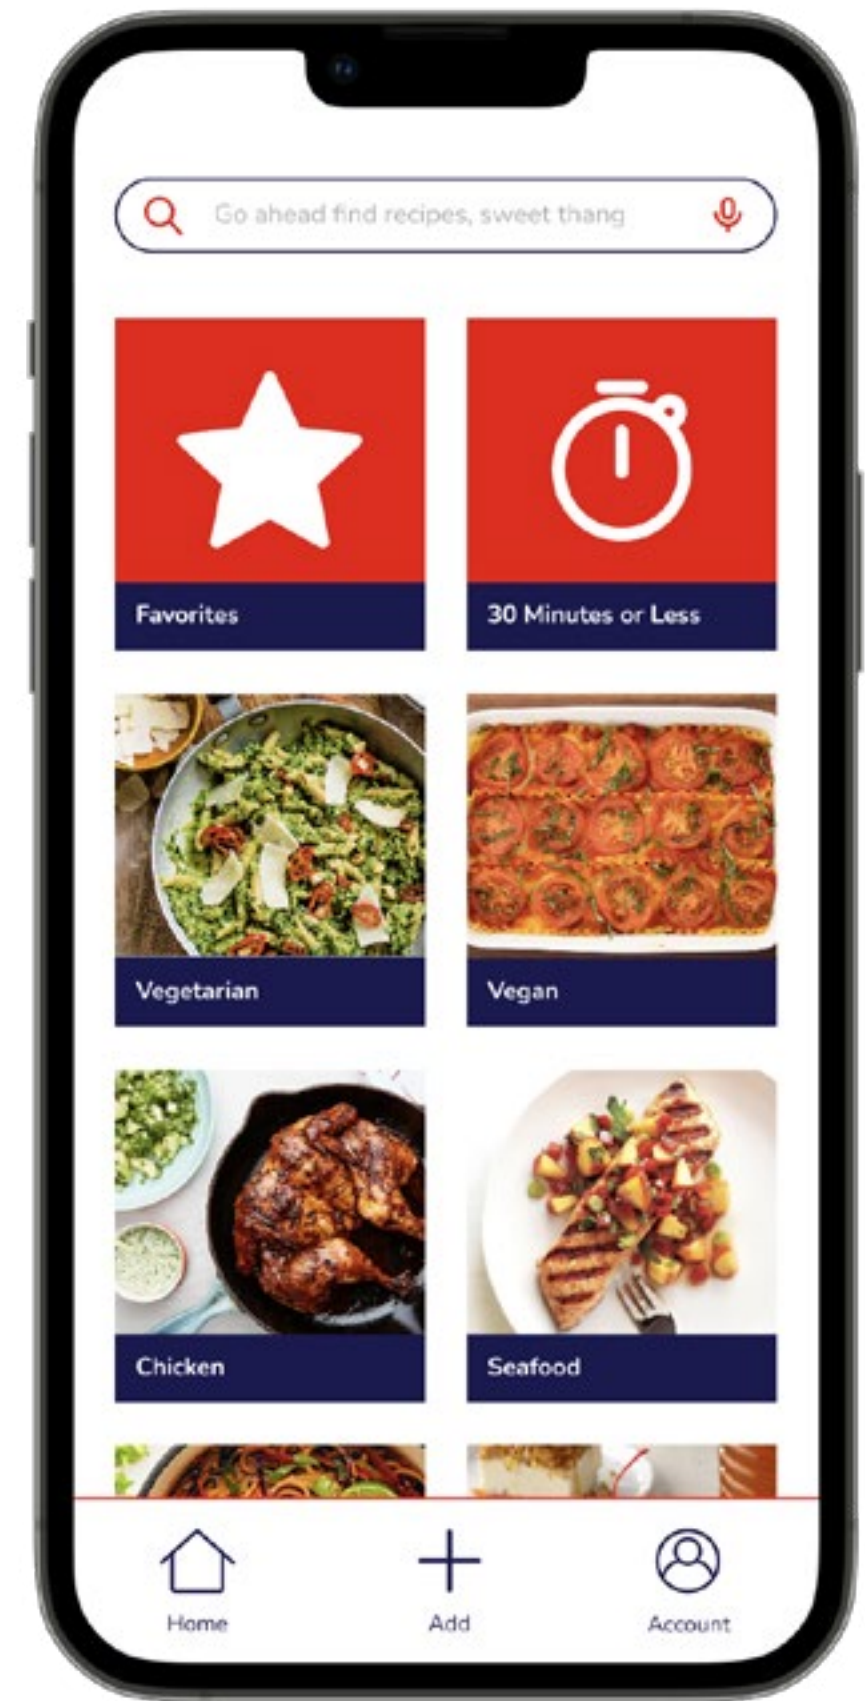 Go ahead find recipes, sweet thang
Favorites
30 Minutes or Less
Vegetarian
Vegan
Chicken
Seafood
Home
Add
Account